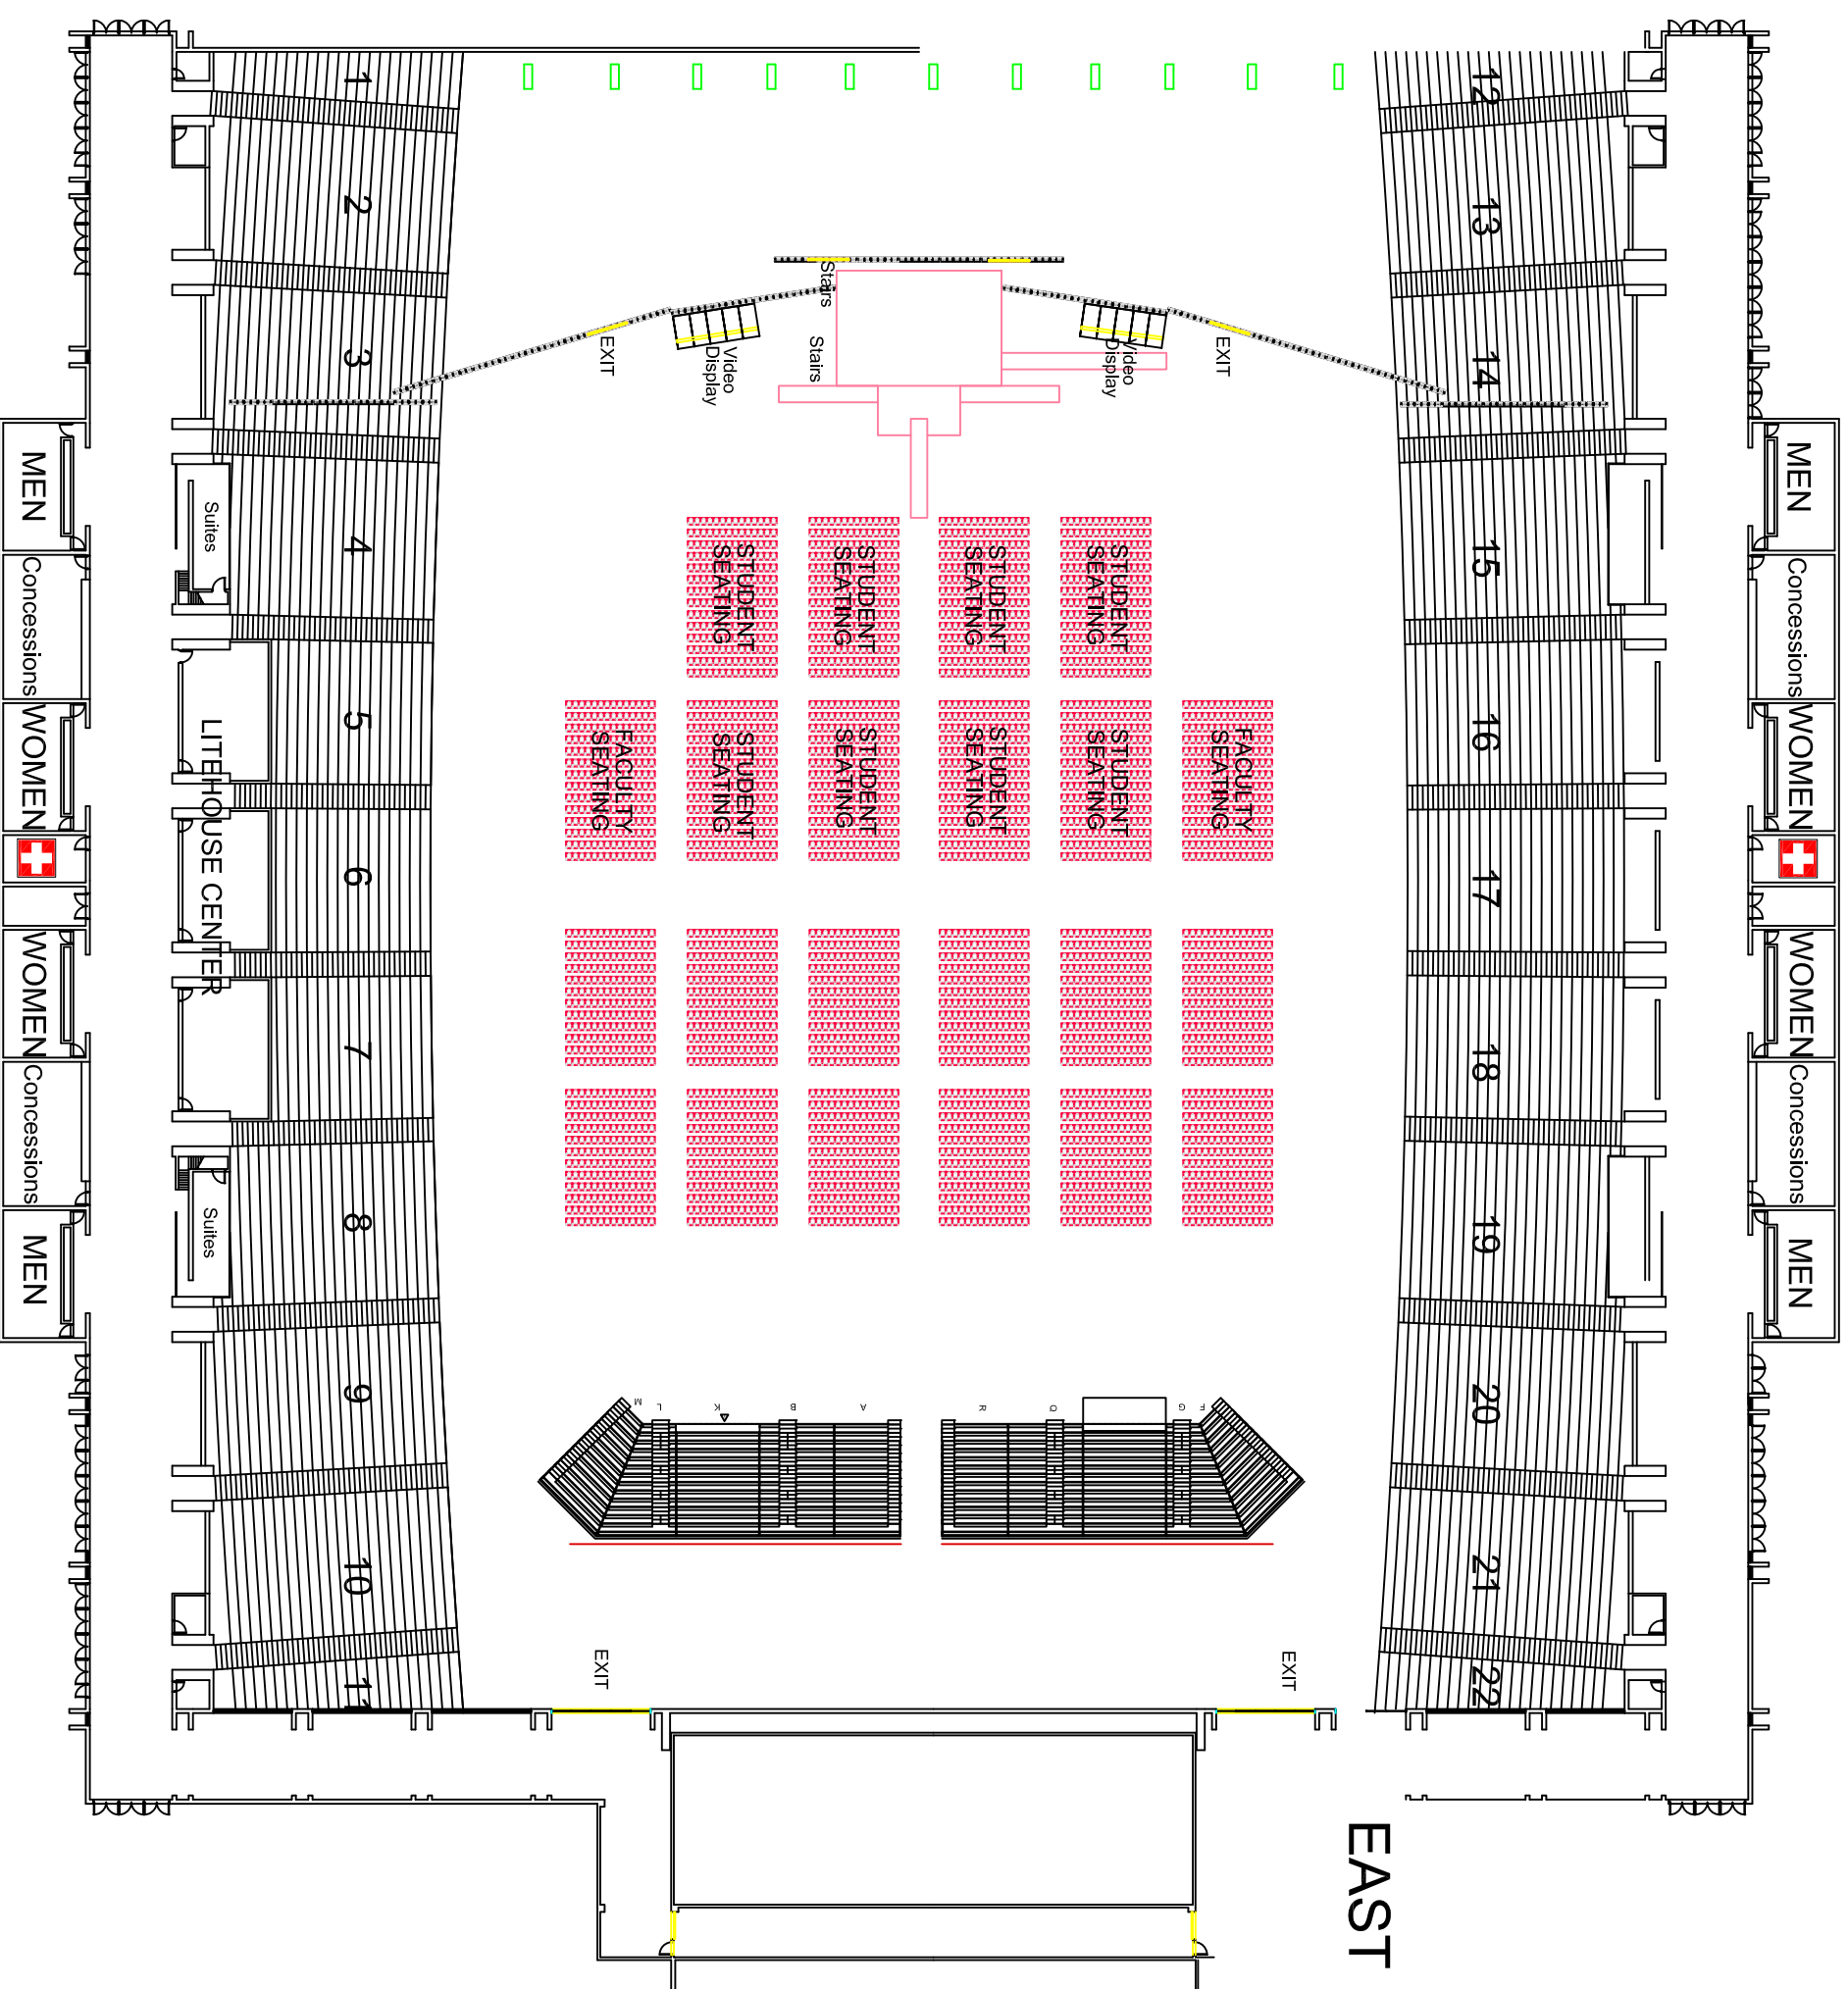 1
2
3
4
5
6
7
8
9
10
11
12
13
14
15
16
17
18
19
20
21
22
Stairs
Stairs
EXIT
Video
Display
Video
Display
EXIT
MEN
Concessions
WOMEN
WOMEN
Concessions
MEN
Suites
LITEHOUSE CENTER
Suites
STUDENT
SEATING
STUDENT
SEATING
STUDENT
SEATING
STUDENT
SEATING
FACULTY
SEATING
STUDENT
SEATING
STUDENT
SEATING
STUDENT
SEATING
STUDENT
SEATING
FACULTY
SEATING
MEN
Concessions
WOMEN
WOMEN
Concessions
MEN
M
L
K
B
A
R
Q
G
F
EXIT
EXIT
EAST